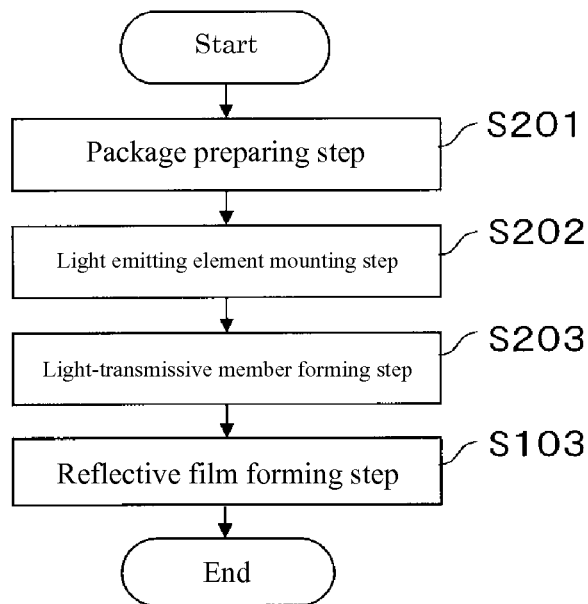 Start
Package preparing step
S201
Light emitting element mounting step
S202
Light-transmissive member forming step
S203
Reflective film forming step
S103
End